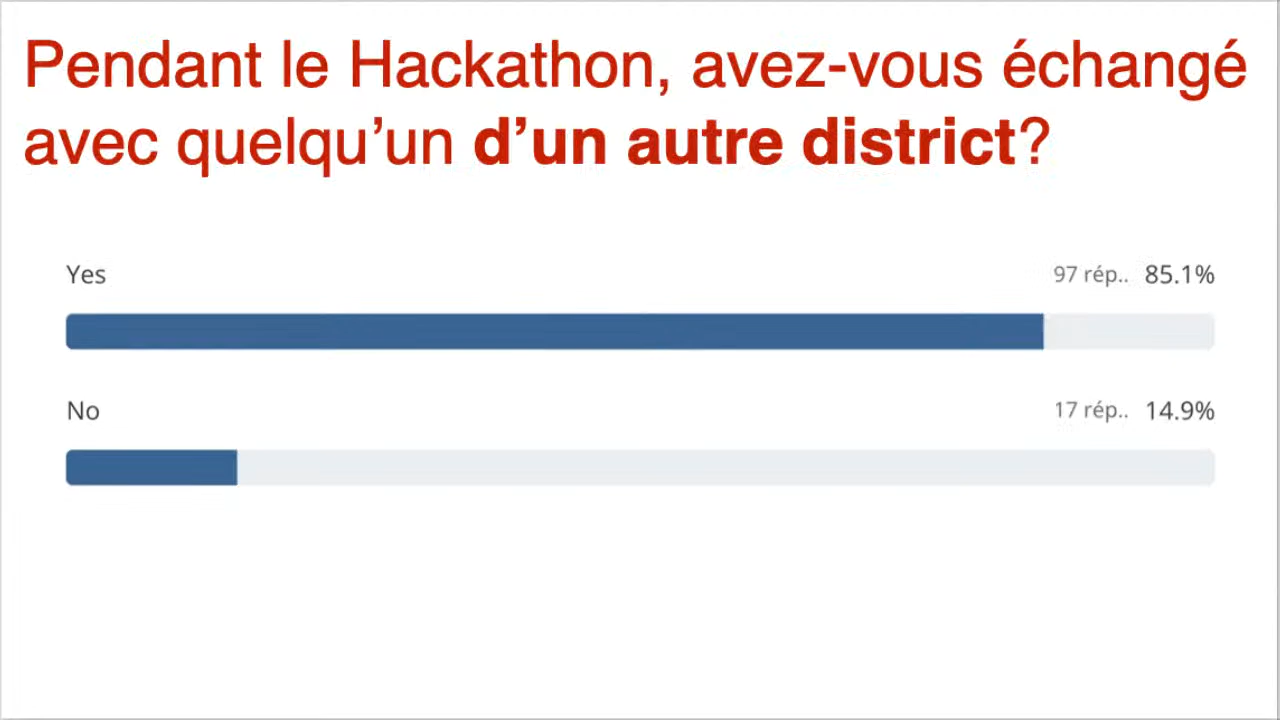 Pendant le Hackathon, avez-vous échangé
avec quelqu’un d’un autre district?
Yes 97 rép.. 85.1%
No 17 rép.. 14.9%